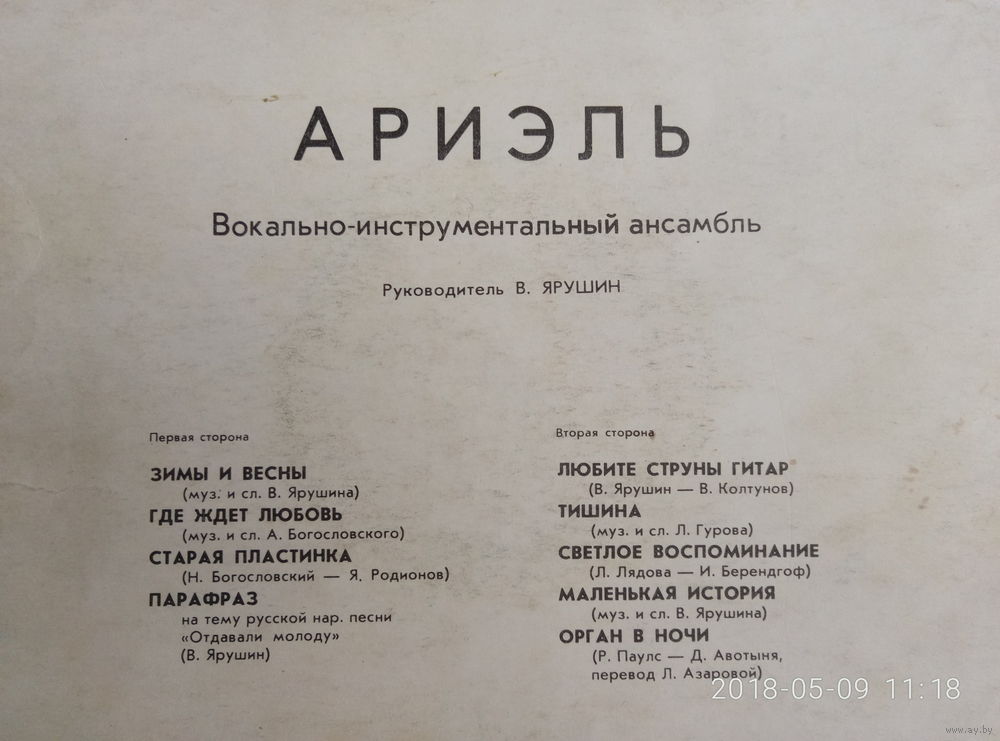 АРИЭЛЬ
Вокально-инструментальный ансамбль
Руководитель В. ЯРУШИН
Первая сторона
ЗИМЫ И ВЕСНЫ
(муз. и сл. В. Ярушина)
ГДЕ ЖДЕТ ЛЮБОВЬ
(муз. и сл. А. Богословского)
СТАРАЯ ПЛАСТИНКА
(Н. Богословский — Я. Родионов)
ПАРАФРАЗ
на тему русской нар. песни
«Отдавали молоду»
(В. Ярушин)
Вторая сторона
ЛЮБИТЕ СТРУНЫ ГИТАР
(В. Ярушин — В. Колтунов)
ТИШИНА
(муз. и сл. Л. Гурова)
СВЕТЛОЕ ВОСПОМИНАНИЕ
(Л. Лядова — И. Берендгоф)
МАЛЕНЬКАЯ ИСТОРИЯ
(муз. и сл. В. Ярушина)
ОРГАН В НОЧИ
(Р. Паулс — Д. Авотыня,
перевод Л. Азаровой)
2018-05-09 11:18
www.ay.by